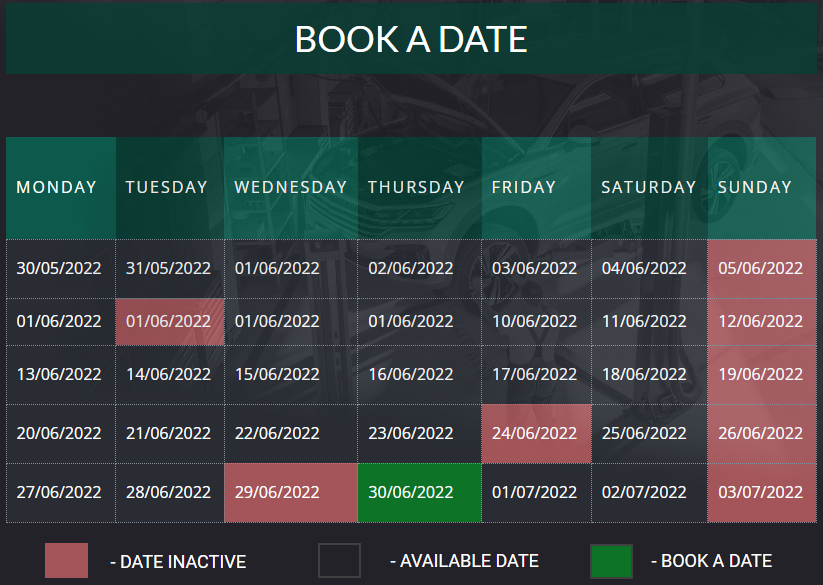 BOOK A DATE
MONDAY TUESDAY WEDNESDAY THURSDAY FRIDAY SATURDAY SUNDAY
30/05/2022 31/05/2022 01/06/2022 02/06/2022 03/06/2022 04/06/2022 05/06/2022
01/06/2022 01/06/2022 01/06/2022 01/06/2022 10/06/2022 11/06/2022 12/06/2022
13/06/2022 14/06/2022 15/06/2022 16/06/2022 17/06/2022 18/06/2022 19/06/2022
20/06/2022 21/06/2022 22/06/2022 23/06/2022 24/06/2022 25/06/2022 26/06/2022
27/06/2022 28/06/2022 29/06/2022 30/06/2022 01/07/2022 02/07/2022 03/07/2022
- DATE INACTIVE - AVAILABLE DATE - BOOK A DATE